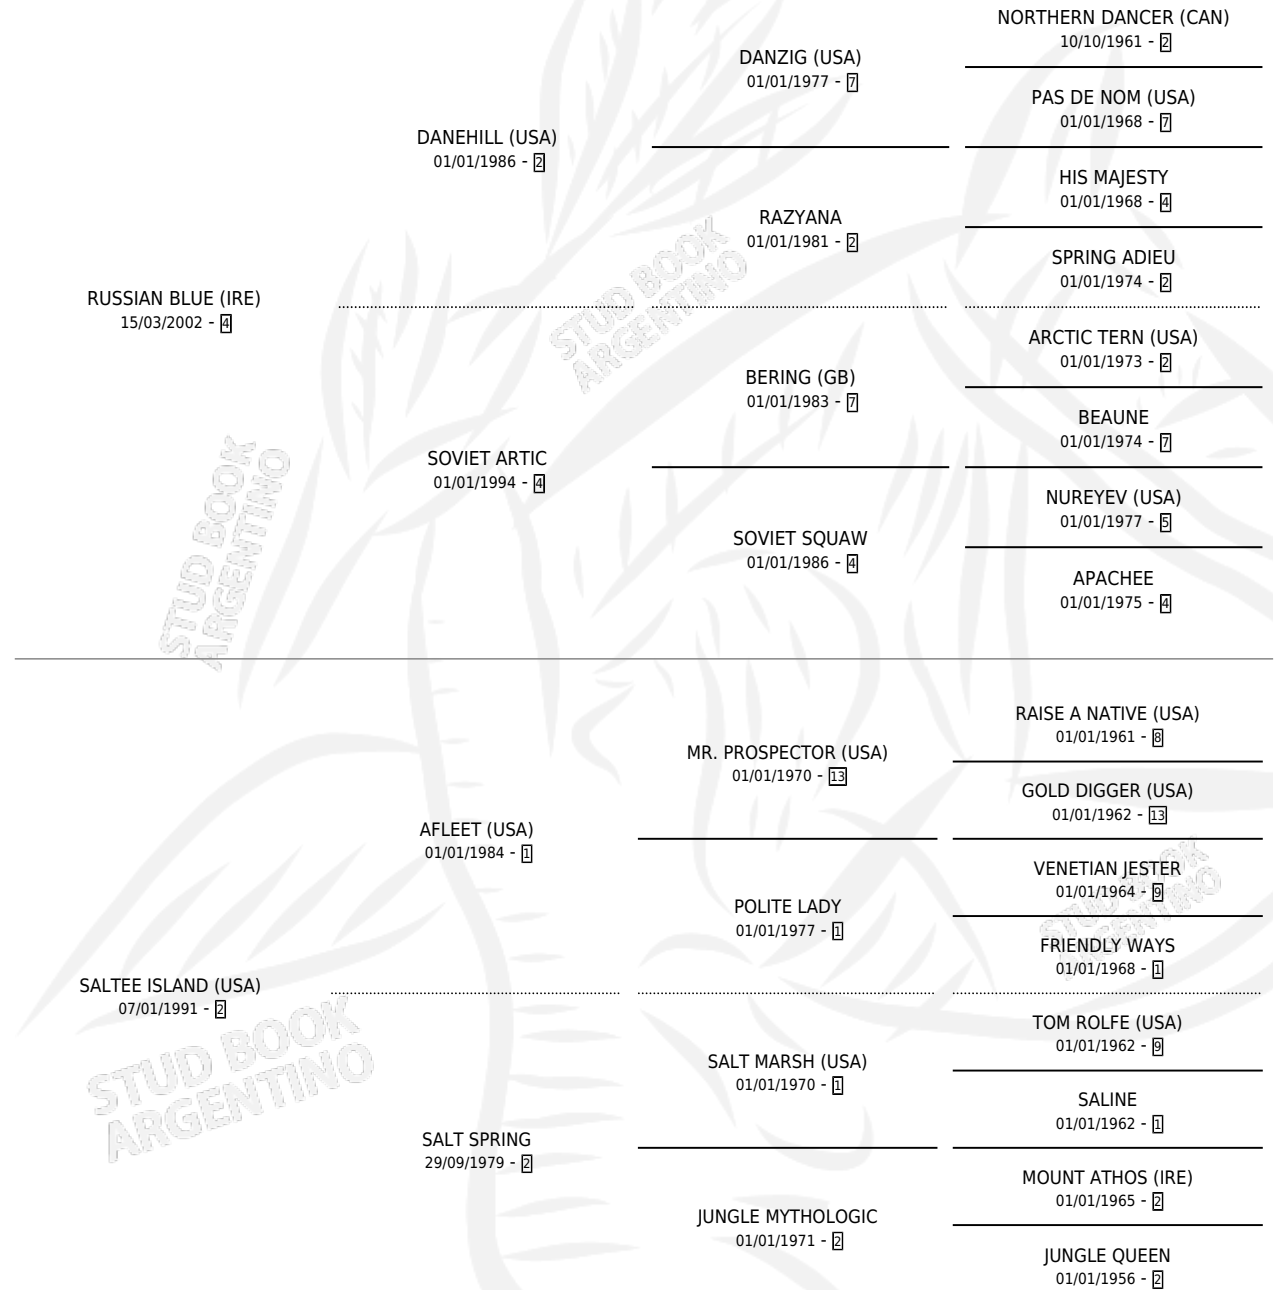 NORTHERN DANCER (CAN)
10/10/1961 - 2
DANZIG (USA)
01/01/1977 - 7
PAS DE NOM (USA)
01/01/1968 - 7
DANEHILL (USA)
01/01/1986 - 2
HIS MAJESTY
01/01/1968 - 4
RAZYANA
01/01/1981 - 2
SPRING ADIEU
01/01/1974 - 2
RUSSIAN BLUE (IRE)
15/03/2002 - 4
ARCTIC TERN (USA)
01/01/1973 - 2
BERING (GB)
01/01/1983 - 7
BEAUNE
01/01/1974 - 7
SOVIET ARTIC
01/01/1994 - 4
NUREYEV (USA)
01/01/1977 - 5
SOVIET SQUAW
01/01/1986 - 4
APACHEE
01/01/1975 - 4
STUD BOOK
ARGENTINO
STUD BOOK
ARGENTINO
RAISE A NATIVE (USA)
01/01/1961 - 8
MR. PROSPECTOR (USA)
01/01/1970 - 13
GOLD DIGGER (USA)
01/01/1962 - 13
AFLEET (USA)
01/01/1984 - 1
VENETIAN JESTER
01/01/1964 - 9
POLITE LADY
01/01/1977 - 1
FRIENDLY WAYS
01/01/1968 - 1
SALTEE ISLAND (USA)
07/01/1991 - 2
TOM ROLFE (USA)
01/01/1962 - 9
SALT MARSH (USA)
01/01/1970 - 1
SALINE
01/01/1962 - 1
SALT SPRING
29/09/1979 - 2
MOUNT ATHOS (IRE)
01/01/1965 - 2
JUNGLE MYTHOLOGIC
01/01/1971 - 2
JUNGLE QUEEN
01/01/1956 - 2
STUD BOOK
ARGENTINO
STUD BOOK
ARGENTINO